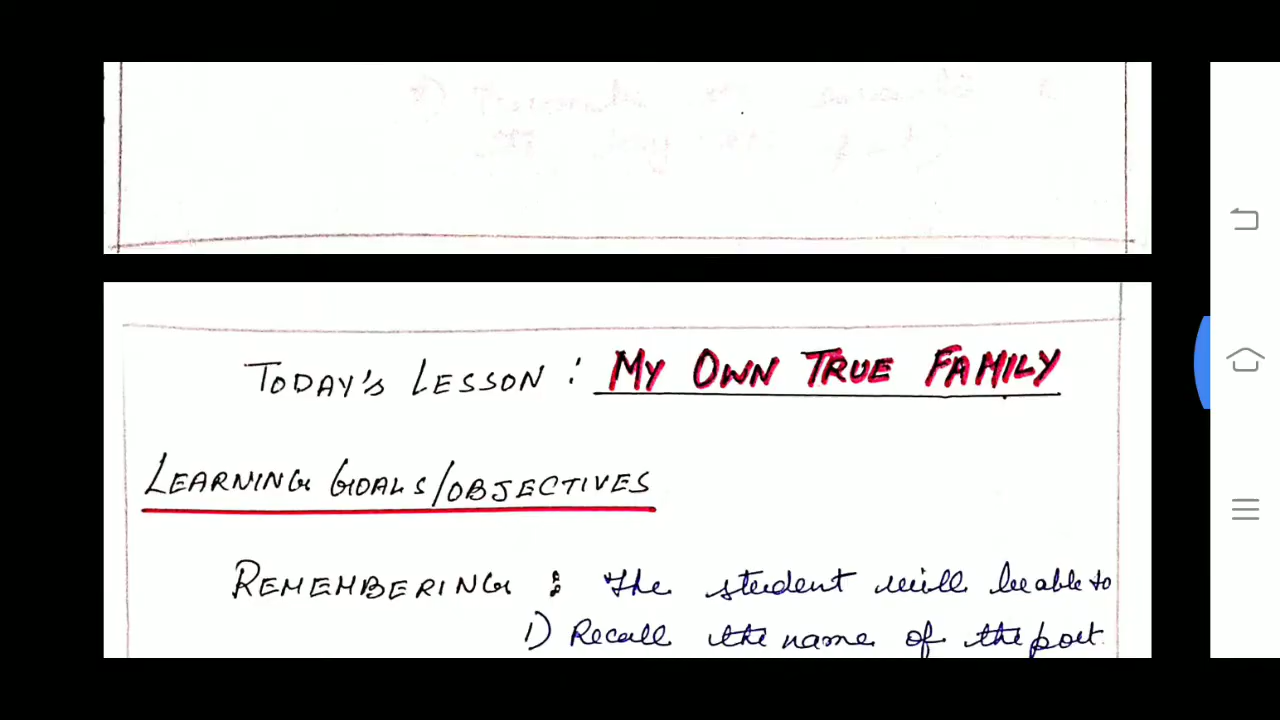 TODAY'S LESSON : MY OWN TRUE FAMILY
LEARNING GOALS/OBJECTIVES
REMEMBERING : The student will be able to
1) Recall the name of the poet.